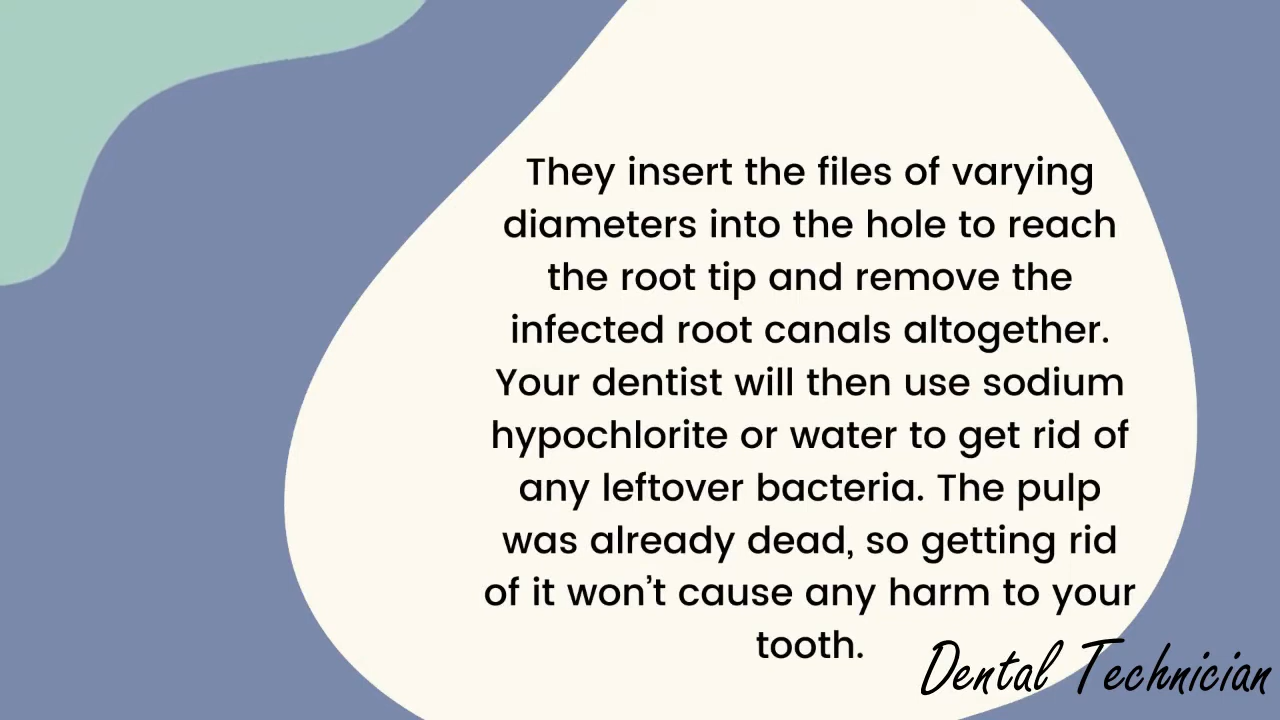 They insert the files of varying
diameters into the hole to reach
the root tip and remove the
infected root canals altogether.
Your dentist will then use sodium
hypochlorite or water to get rid of
any leftover bacteria. The pulp
was already dead, so getting rid
of it won’t cause any harm to your
tooth.
Dental Technician